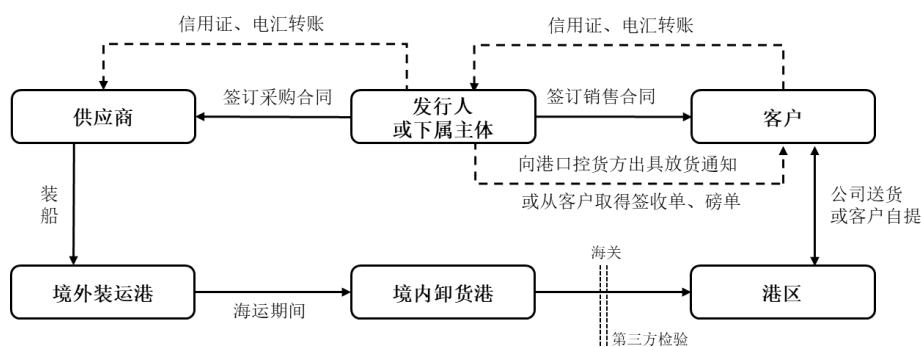 信用证、电汇转账
信用证、电汇转账
供应商
签订采购合同
发行人
或下属主体
签订销售合同
客户
向港口控货方出具放货通知
或从客户取得签收单、磅单
装
船
公司送货
或客户自提
境外装运港
海运期间
境内卸货港
海关
港区
第三方检验